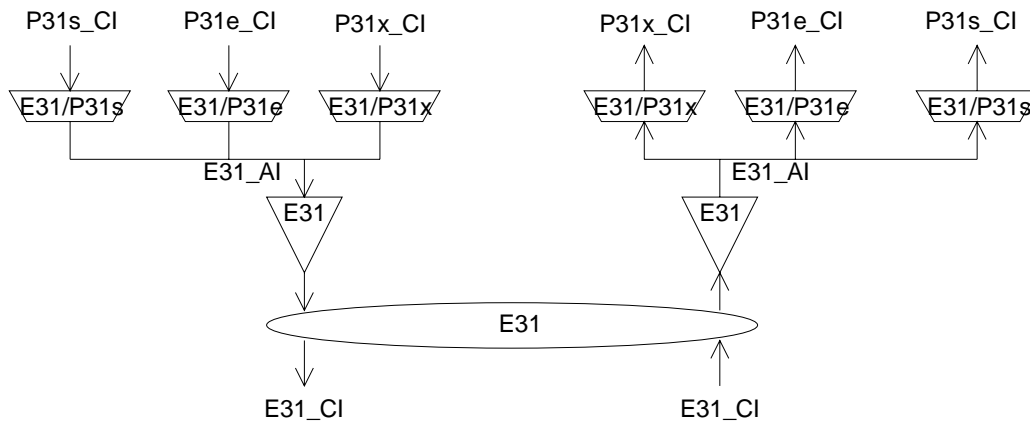 P31s_CI P31e_CI P31x_CI P31x_CI P31e_CI P31s_CI
E31/P31s E31/P31e E31/P31x E31/P31x E31/P31e E31/P31s
E31_AI E31_AI
E31 E31
E31
E31_CI E31_CI